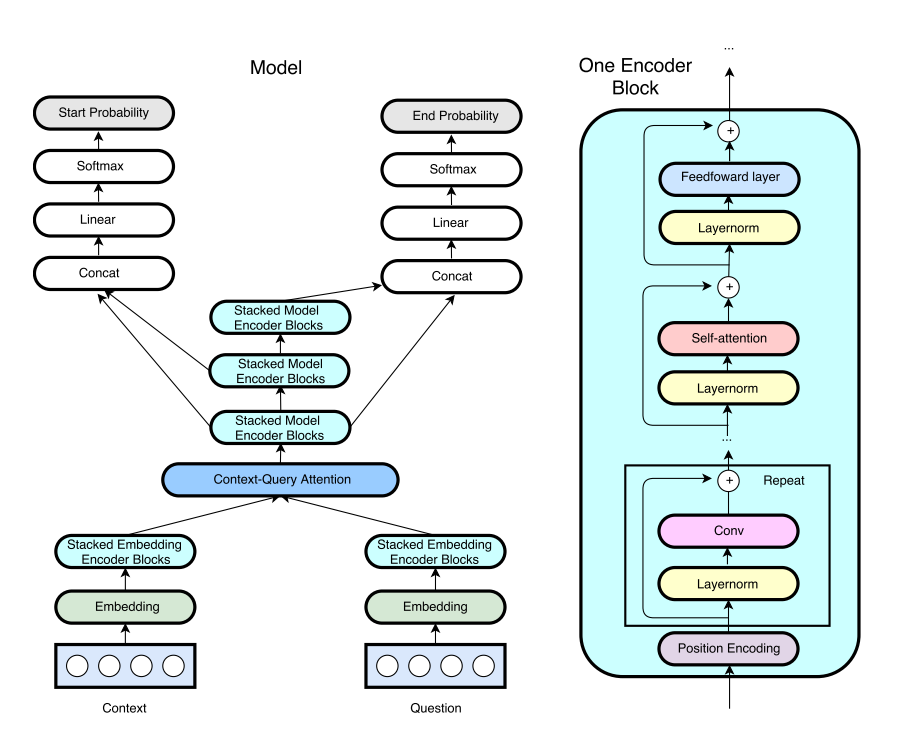 Model
Start Probability
Softmax
Linear
Concat
End Probability
Softmax
Linear
Concat
Stacked Model
Encoder Blocks
Stacked Model
Encoder Blocks
Stacked Model
Encoder Blocks
Context-Query Attention
Stacked Embedding
Encoder Blocks
Stacked Embedding
Encoder Blocks
Embedding
Embedding
Context
Question
One Encoder
Block
...
+
Feedfoward layer
Layernorm
+
Self-attention
Layernorm
...
+
Repeat
Conv
Layernorm
Position Encoding